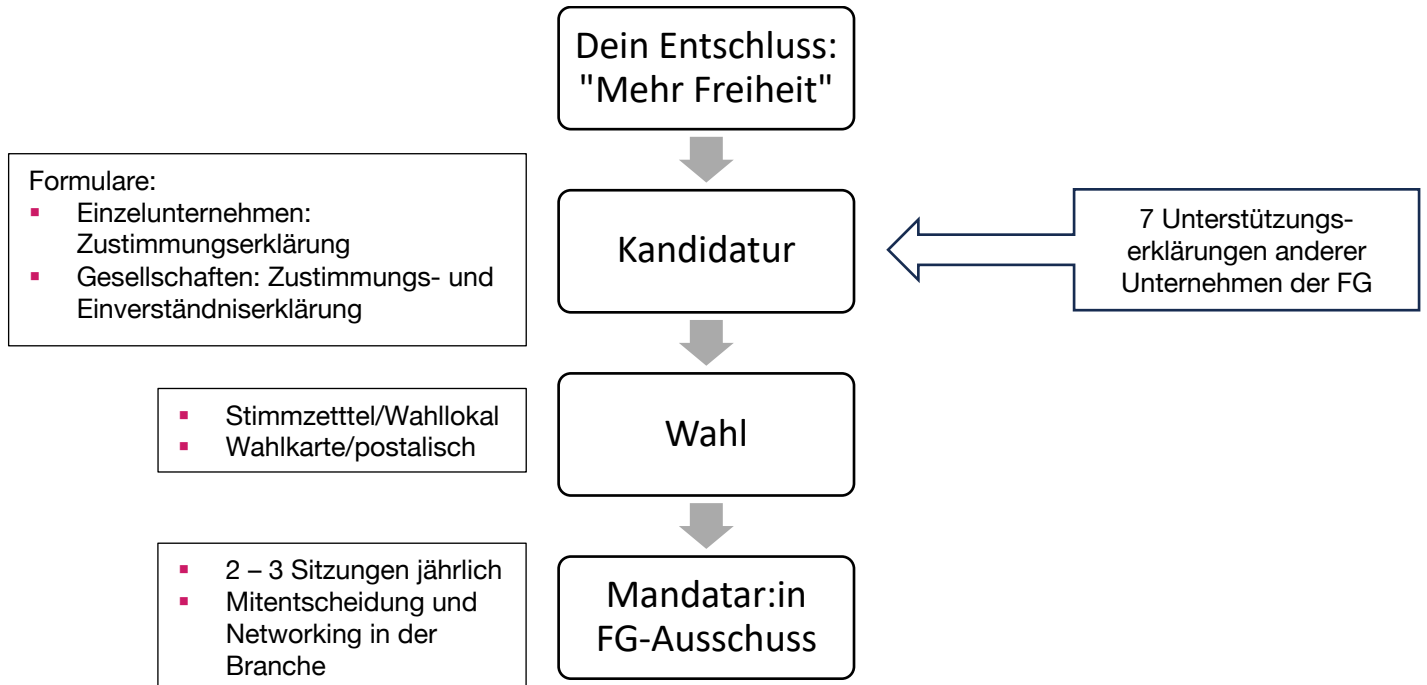 Dein Entschluss:
"Mehr Freiheit"
Formulare:
▪ Einzelunternehmen:
Zustimmungserklärung
▪ Gesellschaften: Zustimmungs- und
Einverständniserklärung
Kandidatur
7 Unterstützungs-
erklärungen anderer
Unternehmen der FG
▪ Stimmzetttel/Wahllokal
▪ Wahlkarte/postalisch
Wahl
▪ 2 – 3 Sitzungen jährlich
▪ Mitentscheidung und
Networking in der
Branche
Mandatar:in
FG-Ausschuss